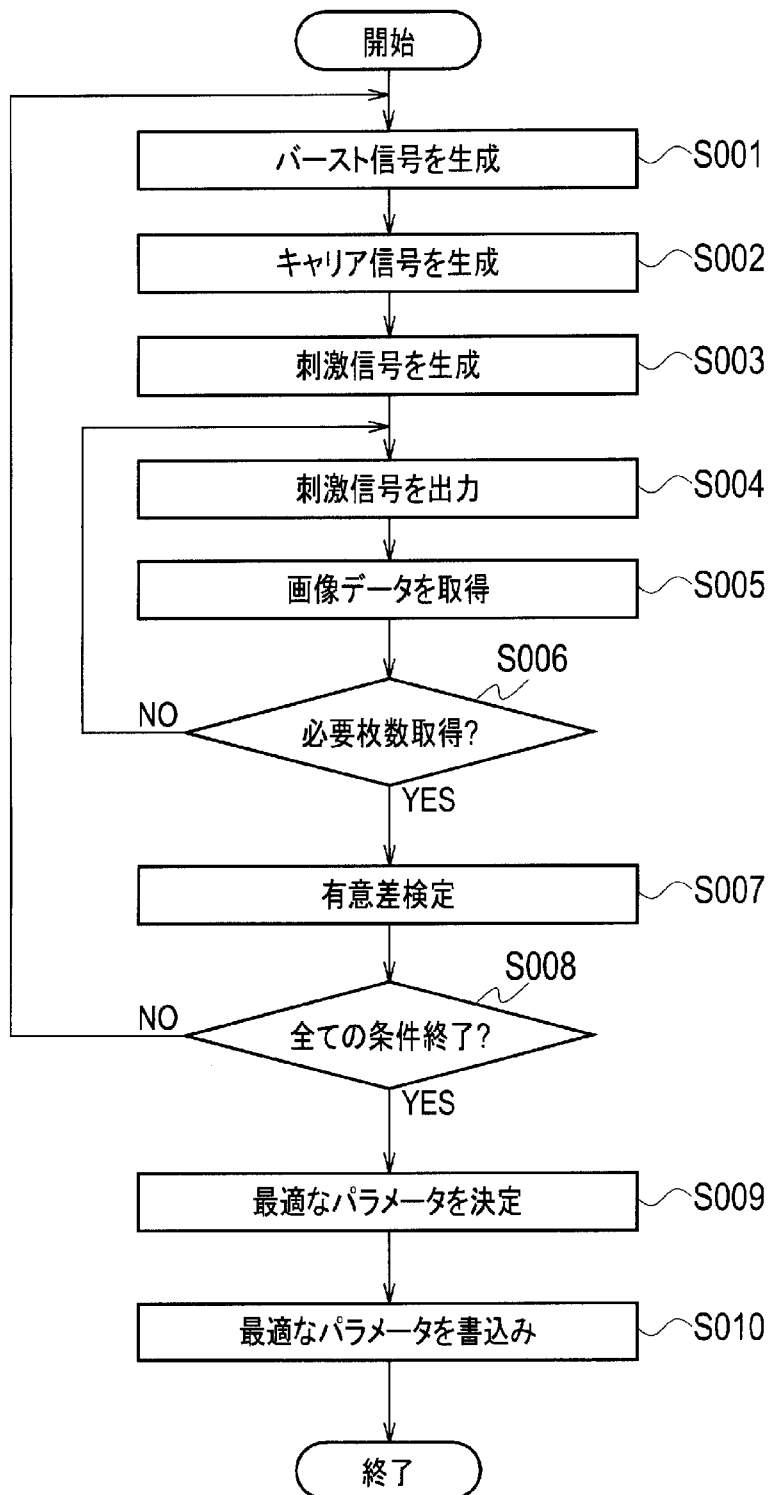 開始
バースト信号を生成
S001
キャリア信号を生成
S002
刺激信号を生成
S003
刺激信号を出力
S004
画像データを取得
S005
S006
NO
必要枚数取得?
YES
有意差検定
S007
S008
NO
全ての条件終了?
YES
最適なパラメータを決定
S009
最適なパラメータを書込み
S010
終了